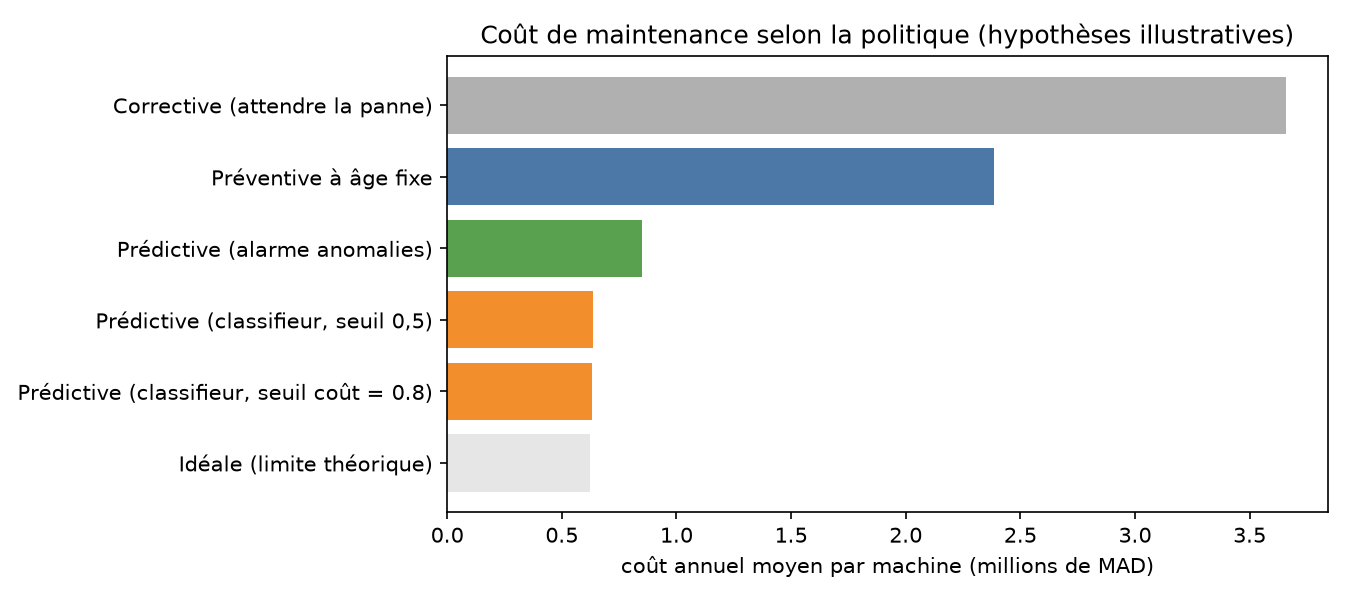 Coût de maintenance selon la politique (hypothèses illustratives)
Corrective (attendre la panne)
Préventive à âge fixe
Prédictive (alarme anomalies)
Prédictive (classifieur, seuil 0,5)
Prédictive (classifieur, seuil coût = 0.8)
Idéale (limite théorique)
0.0 0.5 1.0 1.5 2.0 2.5 3.0 3.5
coût annuel moyen par machine (millions de MAD)